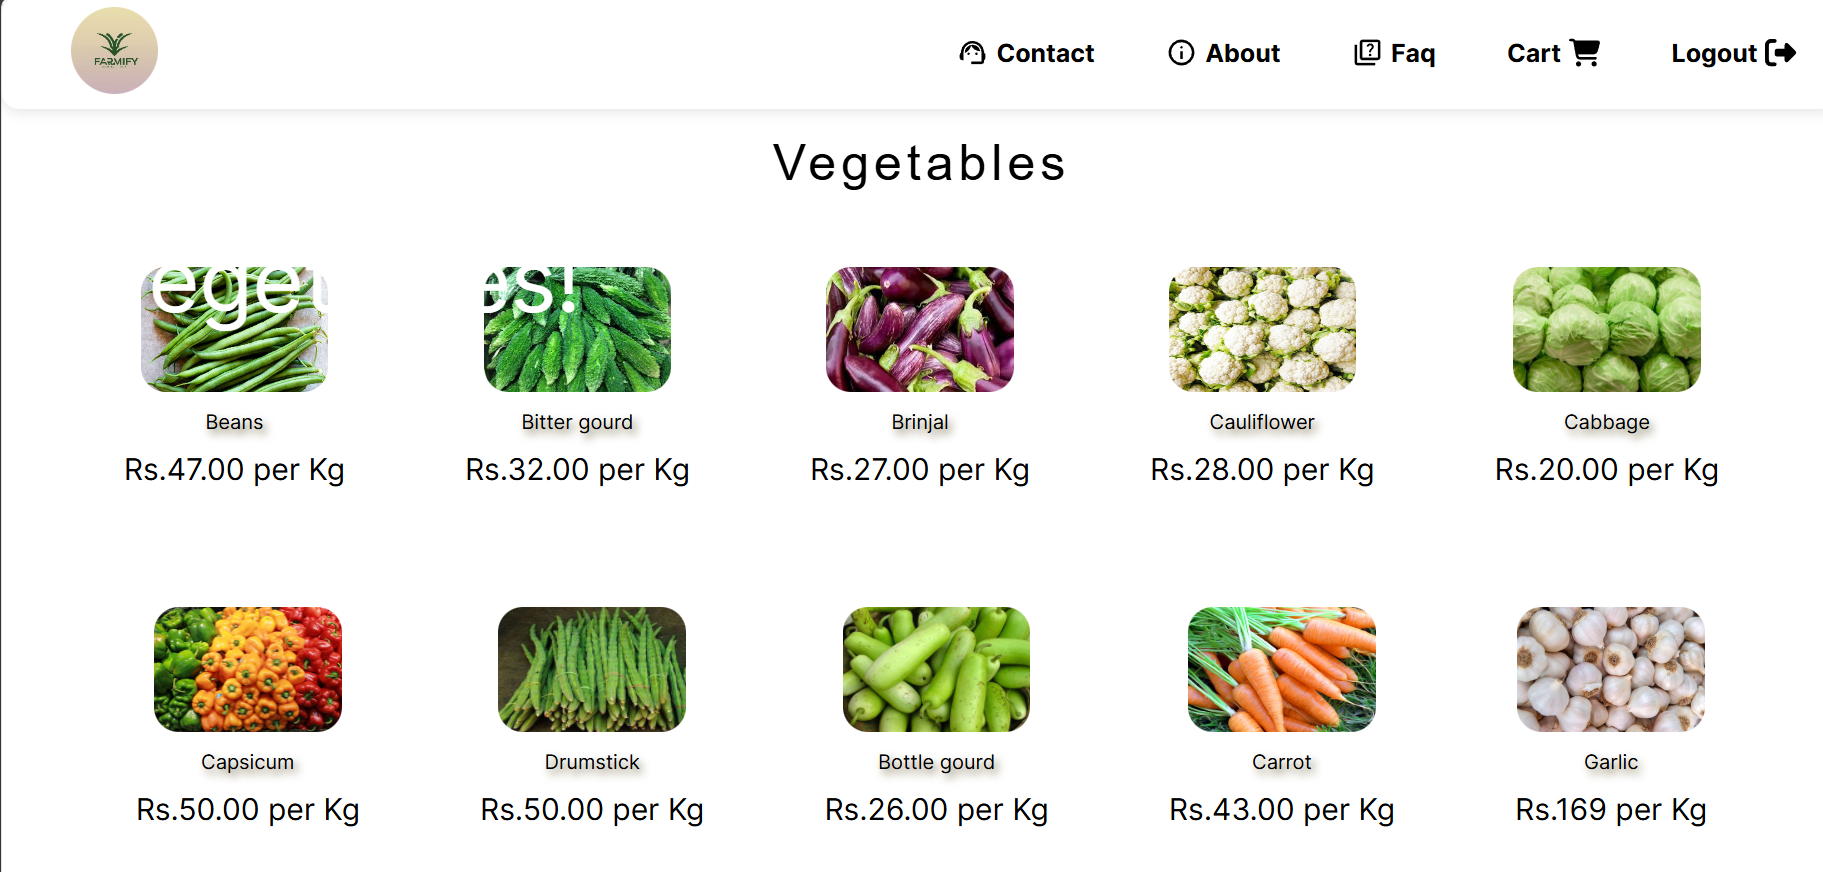 FARMIFY
Contact About Faq Cart Logout
Vegetables
eget es!
Beans Bitter gourd Brinjal Cauliflower Cabbage
Rs.47.00 per Kg Rs.32.00 per Kg Rs.27.00 per Kg Rs.28.00 per Kg Rs.20.00 per Kg
Capsicum Drumstick Bottle gourd Carrot Garlic
Rs.50.00 per Kg Rs.50.00 per Kg Rs.26.00 per Kg Rs.43.00 per Kg Rs.169 per Kg